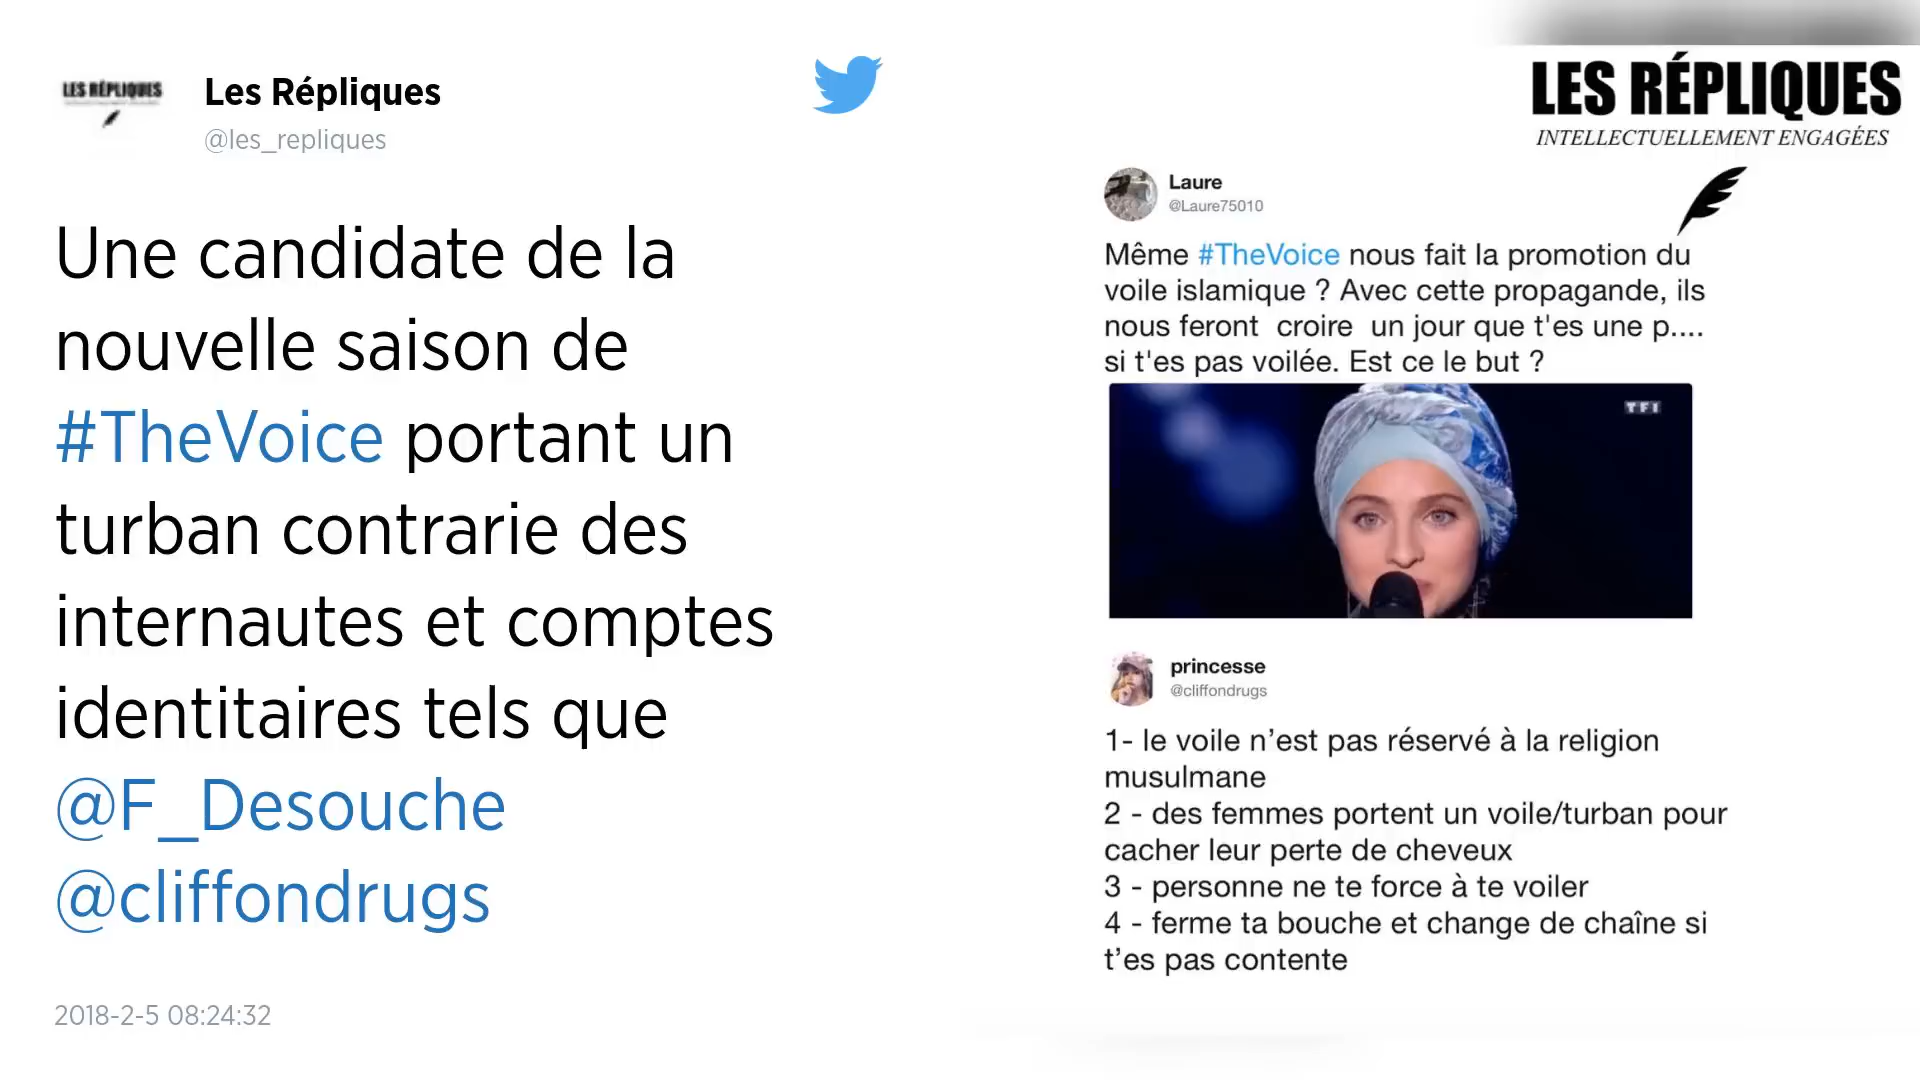 LES RÉPLIQUES
Les Répliques
@les_repliques
Une candidate de la
nouvelle saison de
#TheVoice portant un
turban contrarie des
internautes et comptes
identitaires tels que
@F_Desouche
@cliffondrugs
2018-2-5 08:24:32
LES RÉPLIQUES
INTELLECTUELLEMENT ENGAGÉES
Laure
@Laure75010
Même #TheVoice nous fait la promotion du
voile islamique ? Avec cette propagande, ils
nous feront croire un jour que t'es une p....
si t'es pas voilée. Est ce le but ?
TF1
princesse
@cliffondrugs
1- le voile n’est pas réservé à la religion
musulmane
2 - des femmes portent un voile/turban pour
cacher leur perte de cheveux
3 - personne ne te force à te voiler
4 - ferme ta bouche et change de chaîne si
t’es pas contente